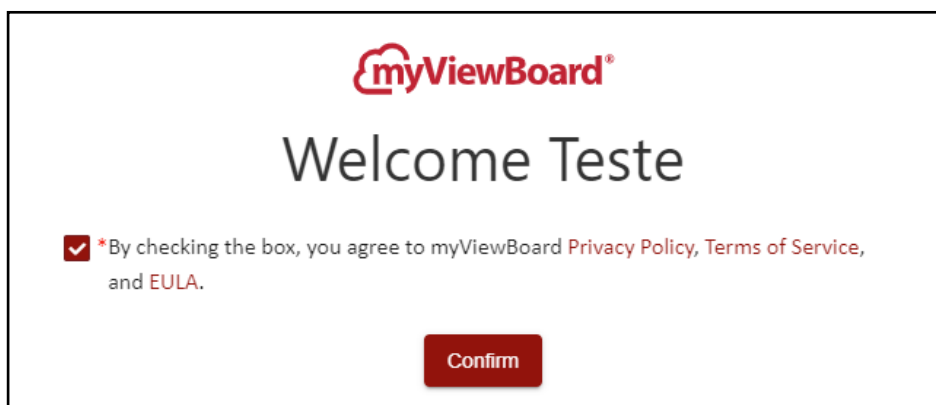 myViewBoard®
Welcome Teste
*By checking the box, you agree to myViewBoard Privacy Policy, Terms of Service,
and EULA.
Confirm